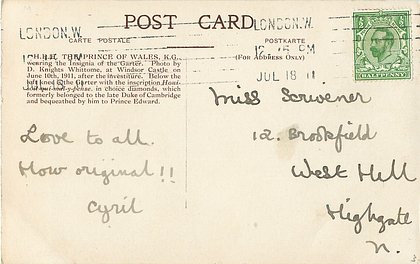 POST CARD
CARTE POSTALE
POSTKARTE
(For Address Only)
LONDON.W.
LONDON.W.
12.15 PM
JUL 18 11
H.R.H. THE PRINCE OF WALES, K.G.,
wearing the Insignia of the Garter. Photo by
D. Knights Whittome, at Windsor Castle on
June 10th, 1911, after the investiture. Below the
left knee is the Garter with the inscription Honi-
in choice diamonds, which
formerly belonged to the late Duke of Cambridge
and bequeathed by him to Prince Edward.
HALFPENNY
Love to all.
How original!!
Cyril
Miss Scrivener
12. Brookfield
West Hill
Highgate
N.